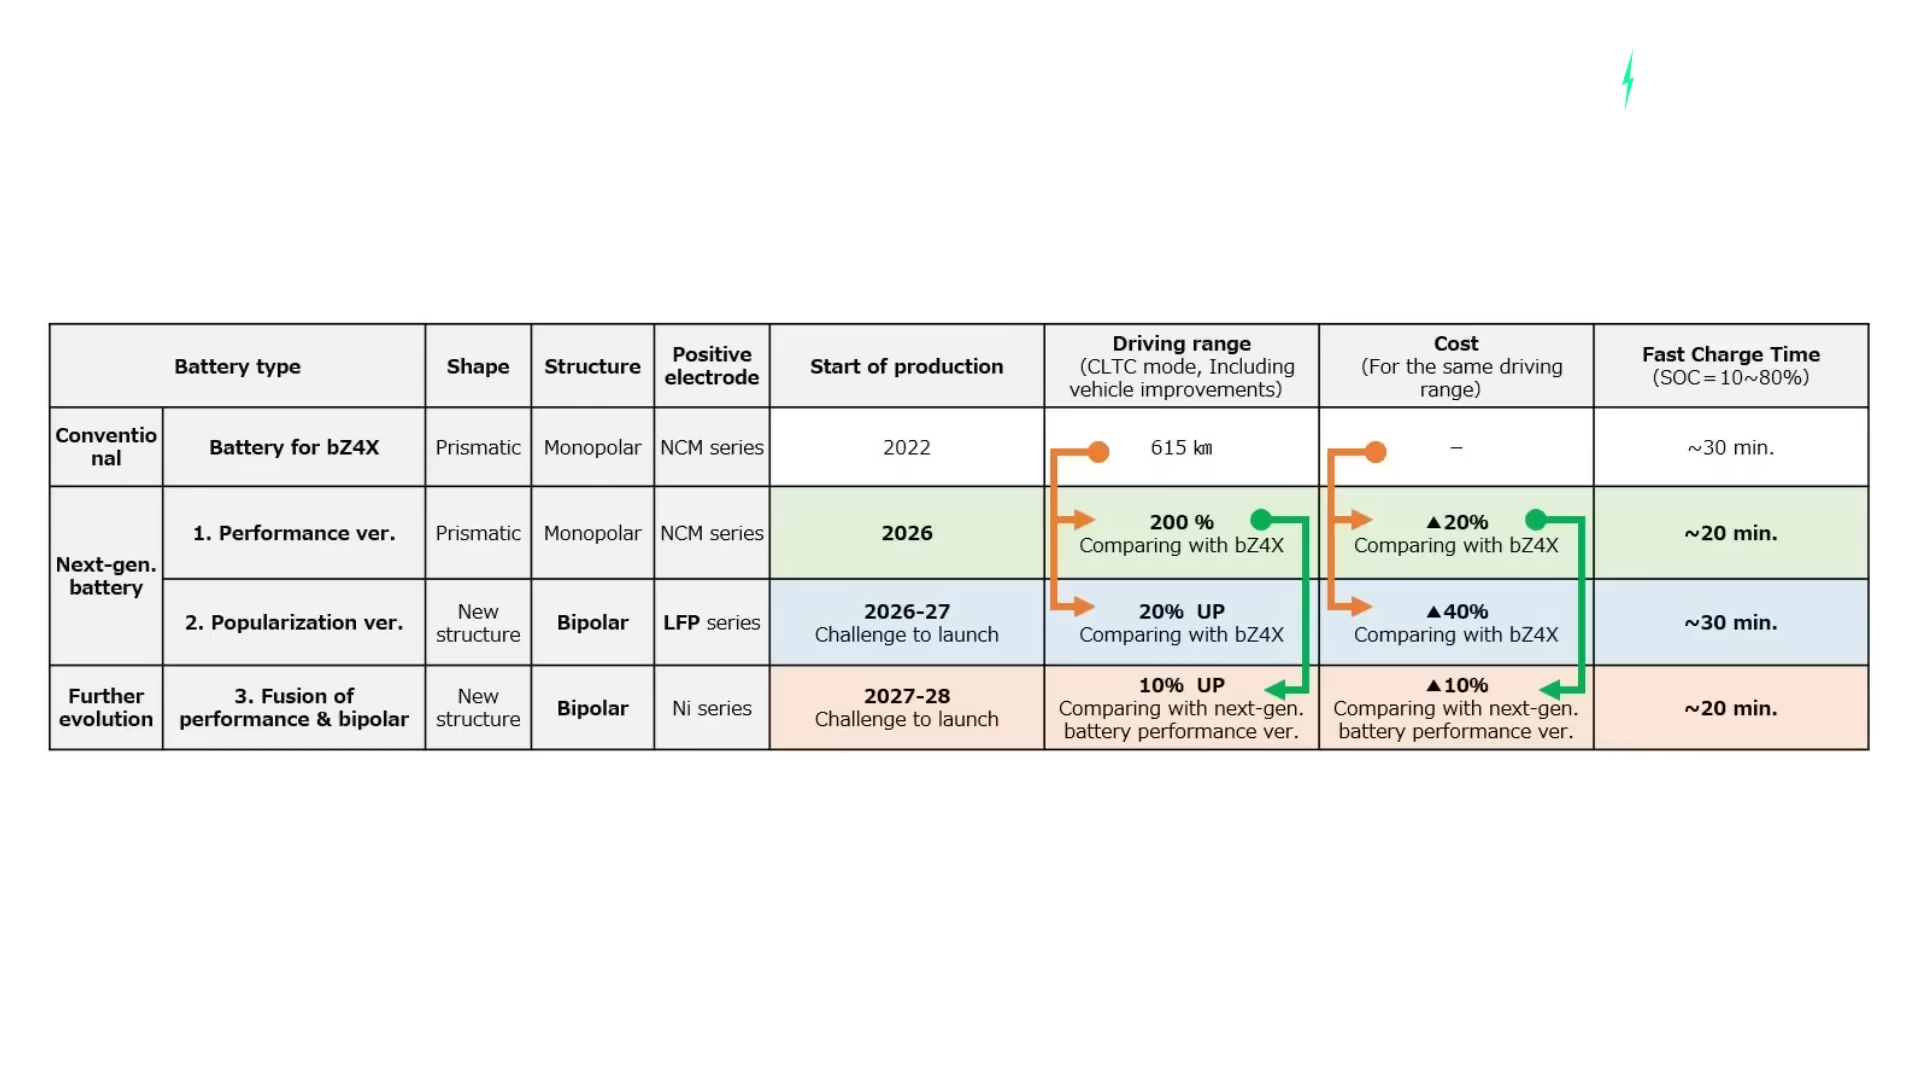 Battery type
Shape
Structure
Positive
electrode
Start of production
Driving range
(CLTC mode, Including
vehicle improvements)
Cost
(For the same driving
range)
Fast Charge Time
(SOC=10~80%)
Conventio
nal
Battery for bZ4X
Prismatic
Monopolar
NCM series
2022
615 ㎞
–
~30 min.
Next-gen.
battery
1. Performance ver.
Prismatic
Monopolar
NCM series
2026
200 %
Comparing with bZ4X
▲20%
Comparing with bZ4X
~20 min.
2. Popularization ver.
New
structure
Bipolar
LFP series
2026-27
Challenge to launch
20% UP
Comparing with bZ4X
▲40%
Comparing with bZ4X
~30 min.
Further
evolution
3. Fusion of
performance & bipolar
New
structure
Bipolar
Ni series
2027-28
Challenge to launch
10% UP
Comparing with next-gen.
battery performance ver.
▲10%
Comparing with next-gen.
battery performance ver.
~20 min.